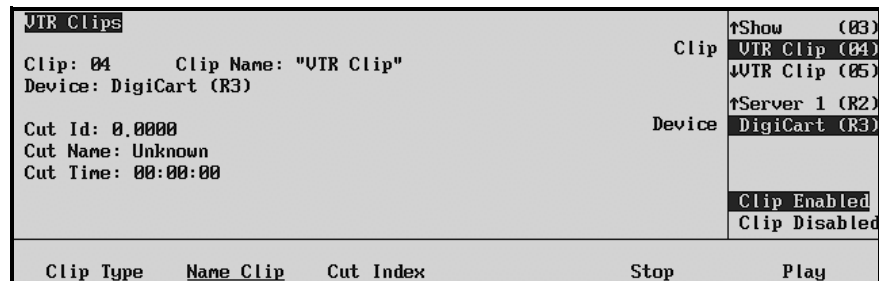 VTR Clips
Clip: 04 Clip Name: "VTR Clip"
Device: DigiCart (R3)
Cut Id: 0.0000
Cut Name: Unknown
Cut Time: 00:00:00
Clip
↑Show (03)
VTR Clip (04)
↓VTR Clip (05)
Device
↑Server 1 (R2)
DigiCart (R3)
Clip Enabled
Clip Disabled
Clip Type Name Clip Cut Index Stop Play